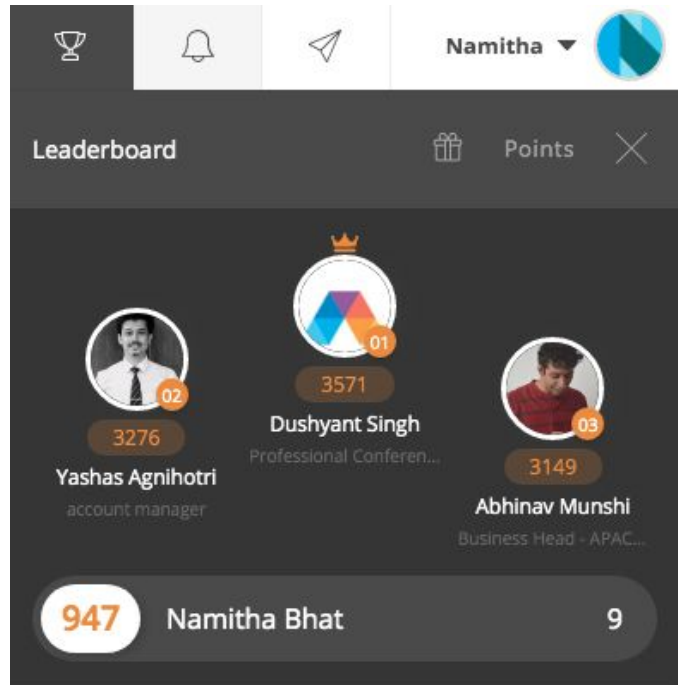 Namitha
Leaderboard
Points
01
3571
Dushyant Singh
Professional Conferen...
02
3276
Yashas Agnihotri
account manager
03
3149
Abhinav Munshi
Business Head - APAC...
947 Namitha Bhat 9